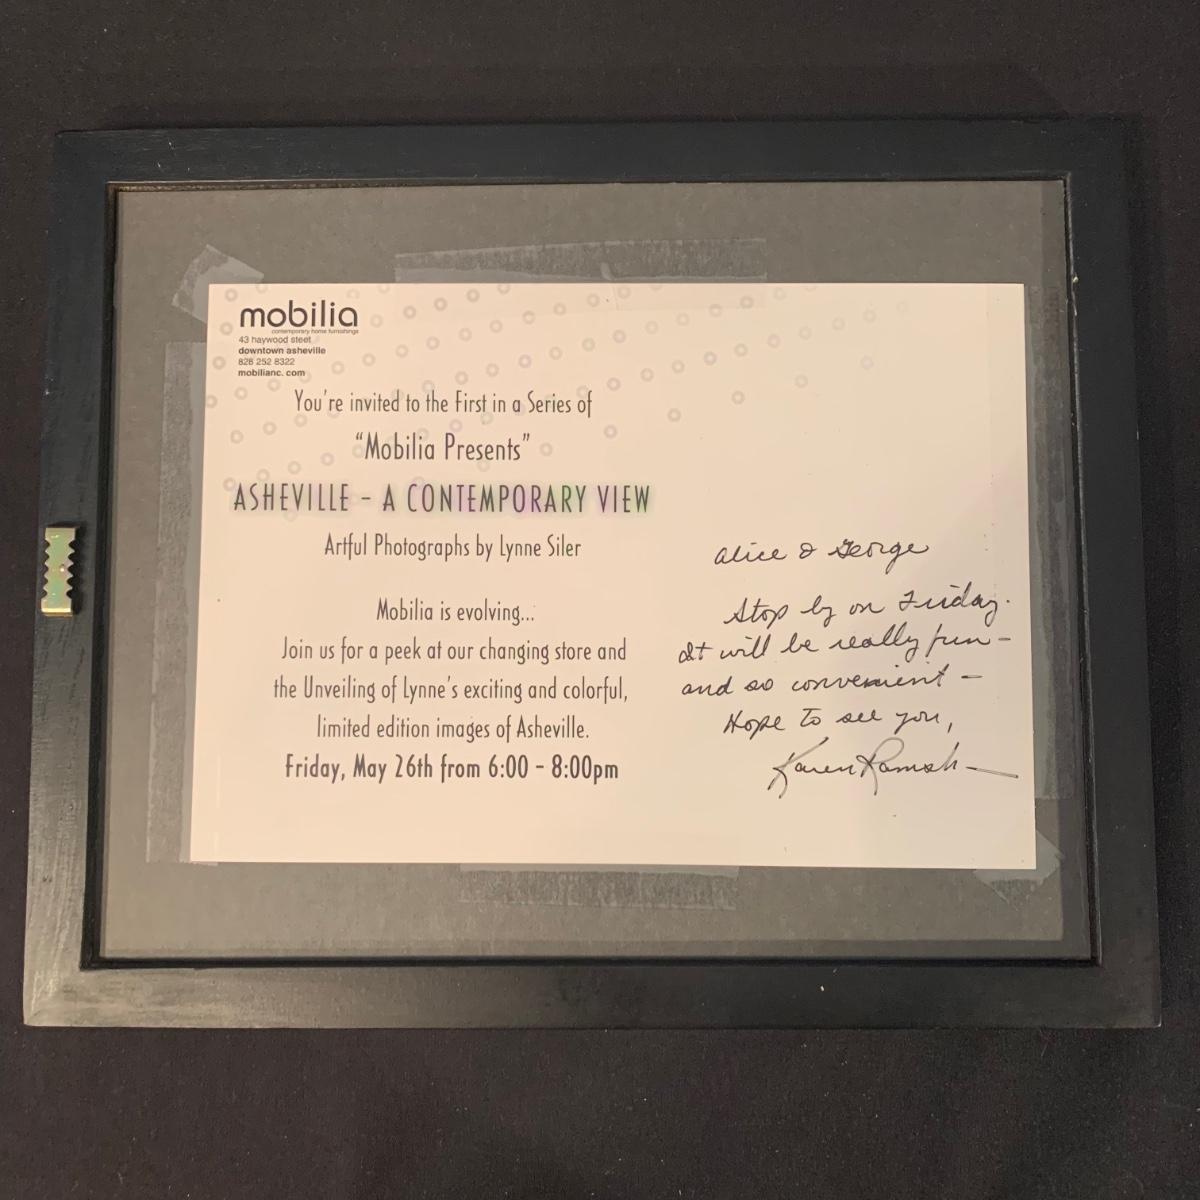 mobilia
contemporary home furnishings
43 haywood steet
downtown asheville
828 252 8322
mobilianc. com
You're invited to the First in a Series of
“Mobilia Presents”
ASHEVILLE – A CONTEMPORARY VIEW
Artful Photographs by Lynne Siler
Mobilia is evolving...
Join us for a peek at our changing store and
the Unveiling of Lynne's exciting and colorful,
limited edition images of Asheville.
Friday, May 26th from 6:00 – 8:00pm
Alice & George
Stop by on Friday.
It will be really fun –
and so convenient –
Hope to see you,
Karen